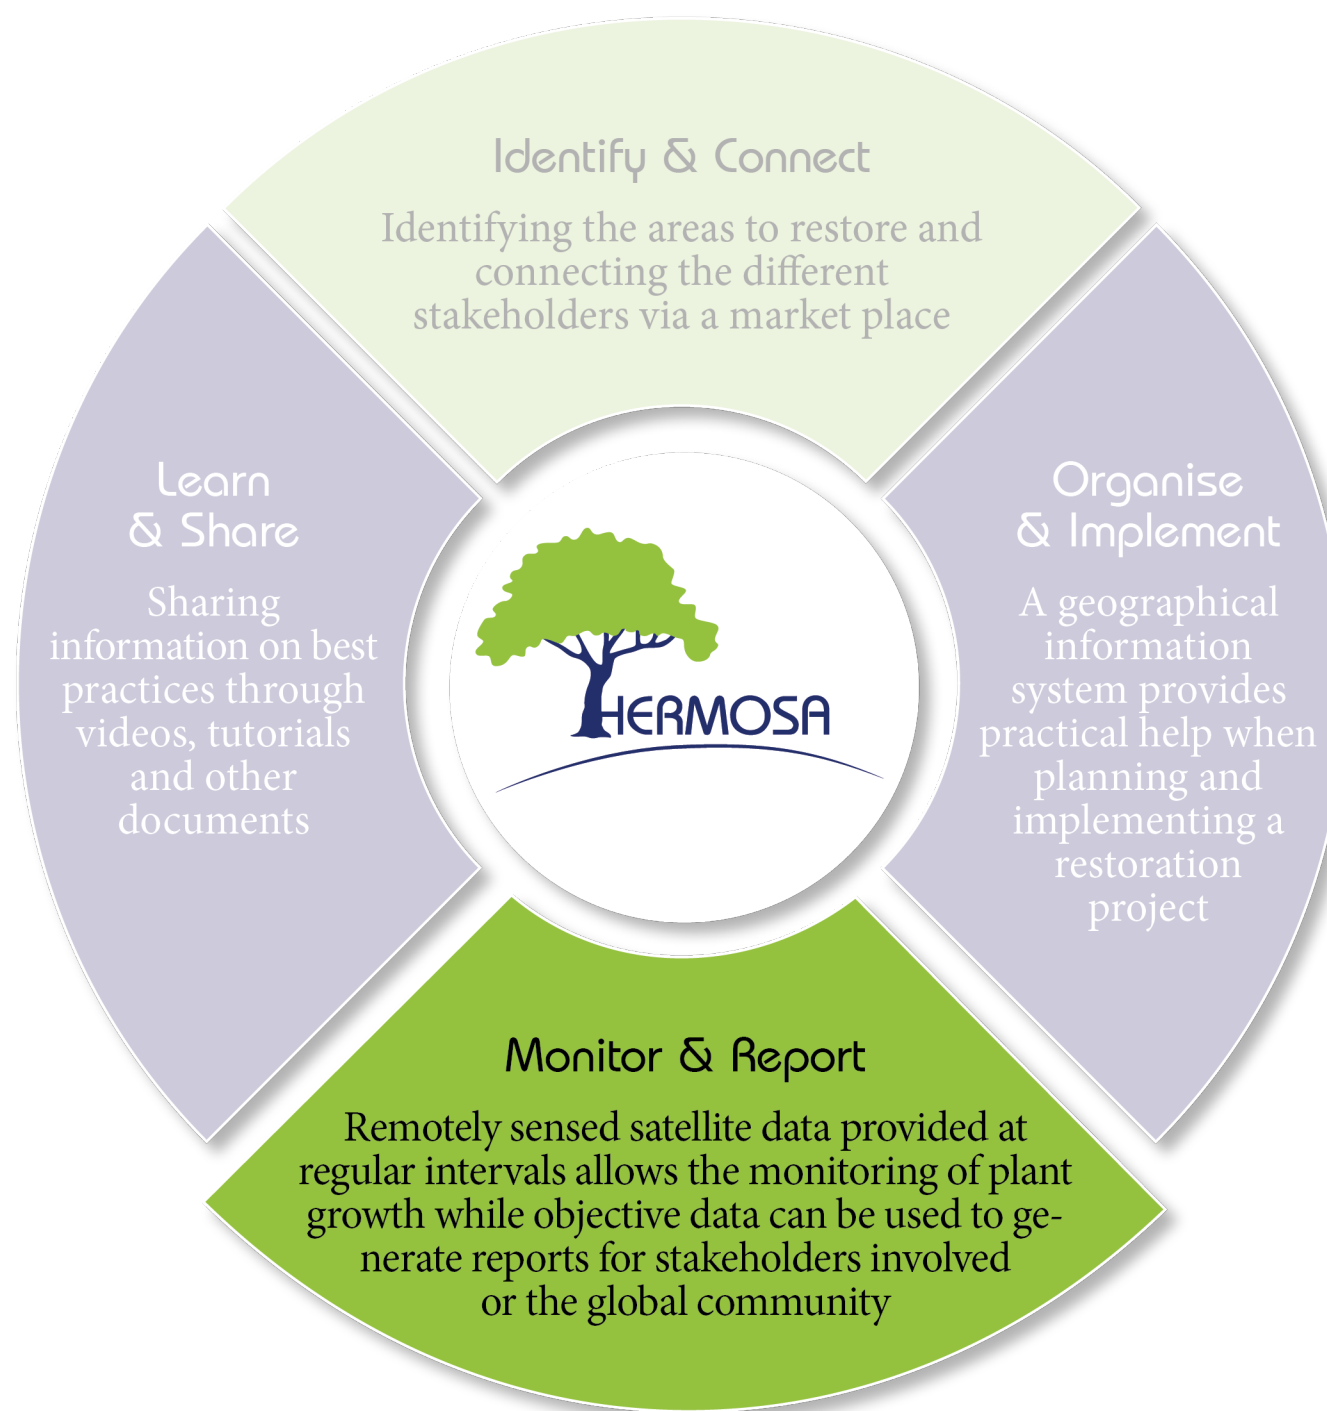 Identify & Connect
Identifying the areas to restore and
connecting the different
stakeholders via a market place
Learn
& Share
Sharing
information on best
practices through
videos, tutorials
and other
documents
HERMOSA
Organise
& Implement
A geographical
information
system provides
practical help when
planning and
implementing a
restoration
project
Monitor & Report
Remotely sensed satellite data provided at
regular intervals allows the monitoring of plant
growth while objective data can be used to ge-
nerate reports for stakeholders involved
or the global community